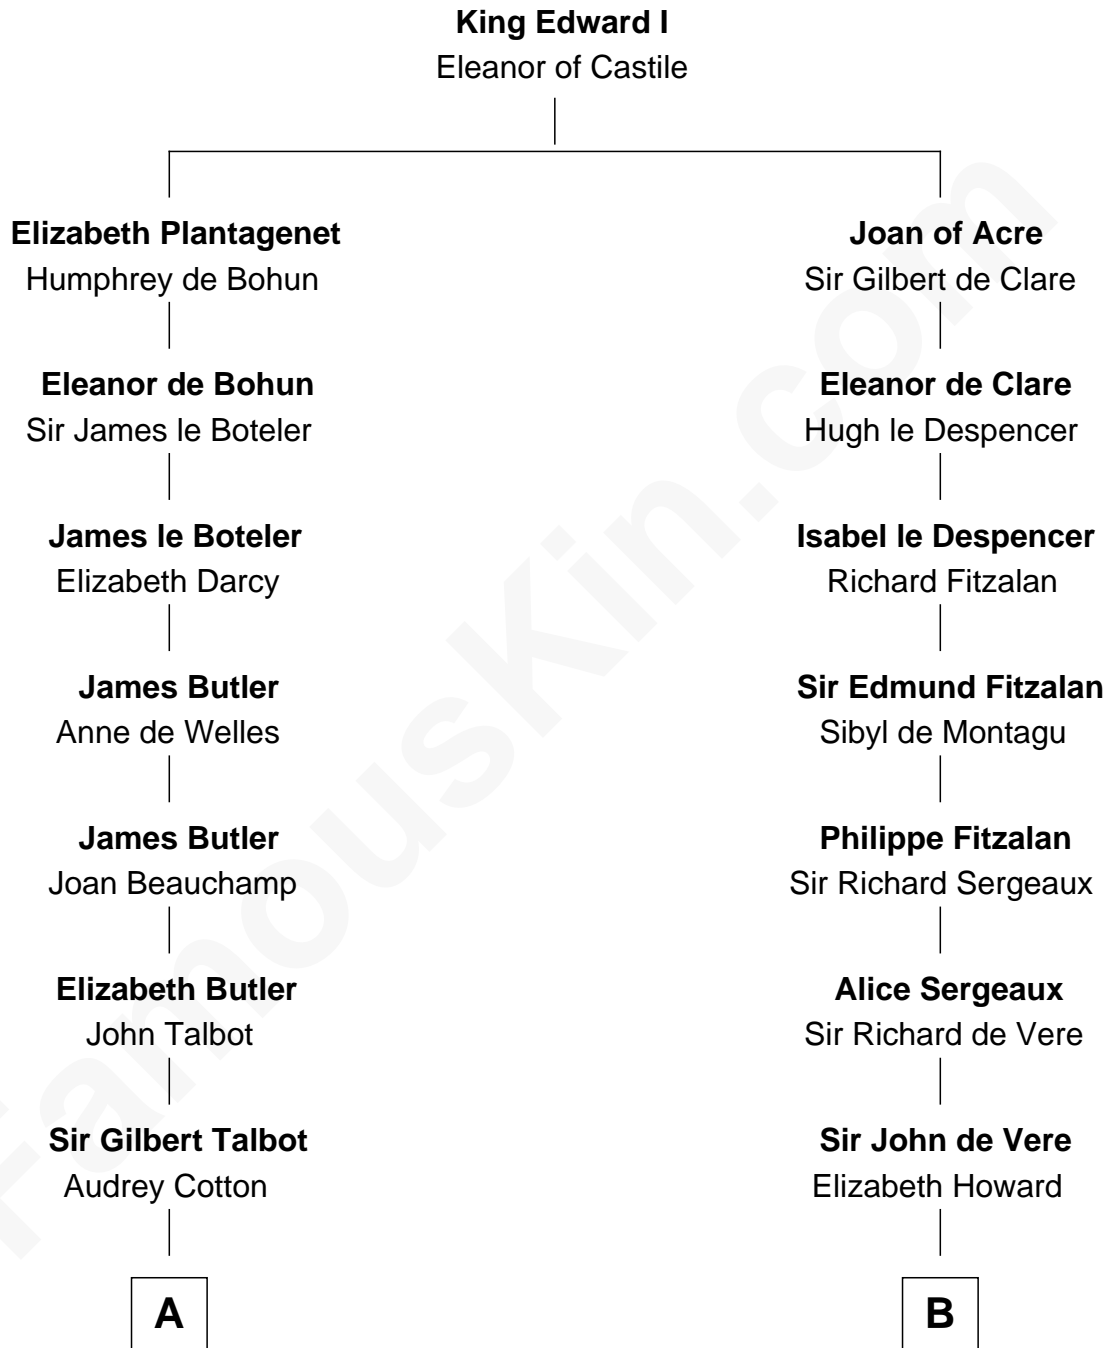 King Edward I
Eleanor of Castile
Elizabeth Plantagenet
Humphrey de Bohun
Joan of Acre
Sir Gilbert de Clare
Eleanor de Bohun
Sir James le Boteler
Eleanor de Clare
Hugh le Despencer
James le Boteler
Elizabeth Darcy
Isabel le Despencer
Richard Fitzalan
James Butler
Anne de Welles
Sir Edmund Fitzalan
Sibyl de Montagu
James Butler
Joan Beauchamp
Philippe Fitzalan
Sir Richard Sergeaux
Elizabeth Butler
John Talbot
Alice Sergeaux
Sir Richard de Vere
Sir Gilbert Talbot
Audrey Cotton
Sir John de Vere
Elizabeth Howard
A
B
FamousKin.com